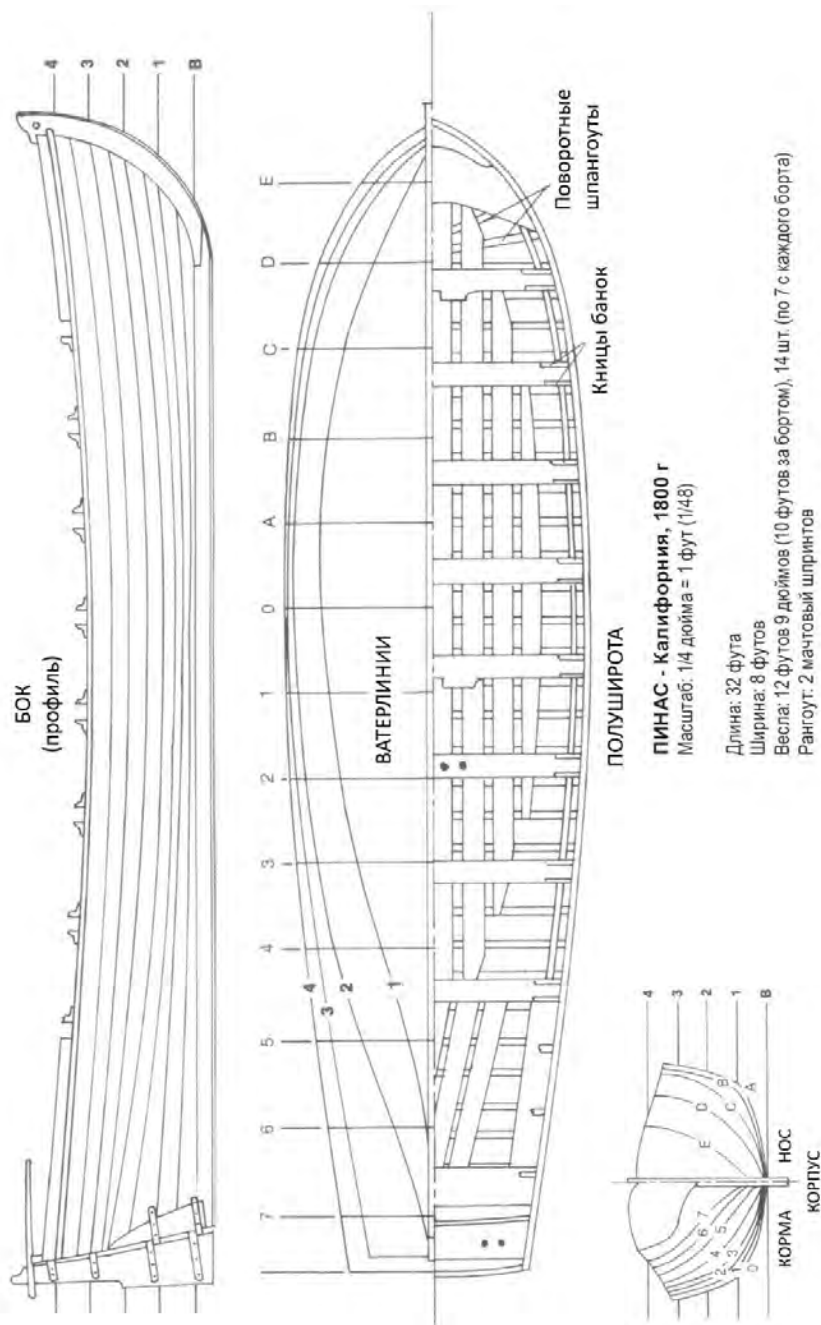 БОК
(профиль)
4
3
2
1
B
7 6 5 4 3 2 1 0 A B C D E
4
3
2
1
ВАТЕРЛИНИИ
Поворотные
шпангоуты
Кницы банок
ПОЛУШИРОТА
ПИНАС - Калифорния, 1800 г
Масштаб: 1/4 дюйма = 1 фут (1/48)
Длина: 32 фута
Ширина: 8 футов
Весла: 12 футов 9 дюймов (10 футов за бортом), 14 шт. (по 7 с каждого борта)
Рангоут: 2 мачтовый шпринтов
4
3
2
1
B
E D C B A
7 6 5 4 3 2 1 0
КОРМА НОС
КОРПУС